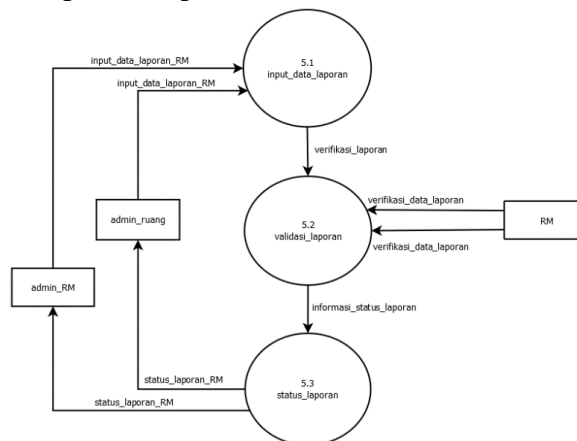 5.1
input_data_laporan
input_data_laporan_RM
input_data_laporan_RM
verifikasi_laporan
verifikasi_data_laporan
admin_ruang
5.2
validasi_laporan
RM
verifikasi_data_laporan
admin_RM
informasi_status_laporan
status_laporan_RM
5.3
status_laporan
status_laporan_RM